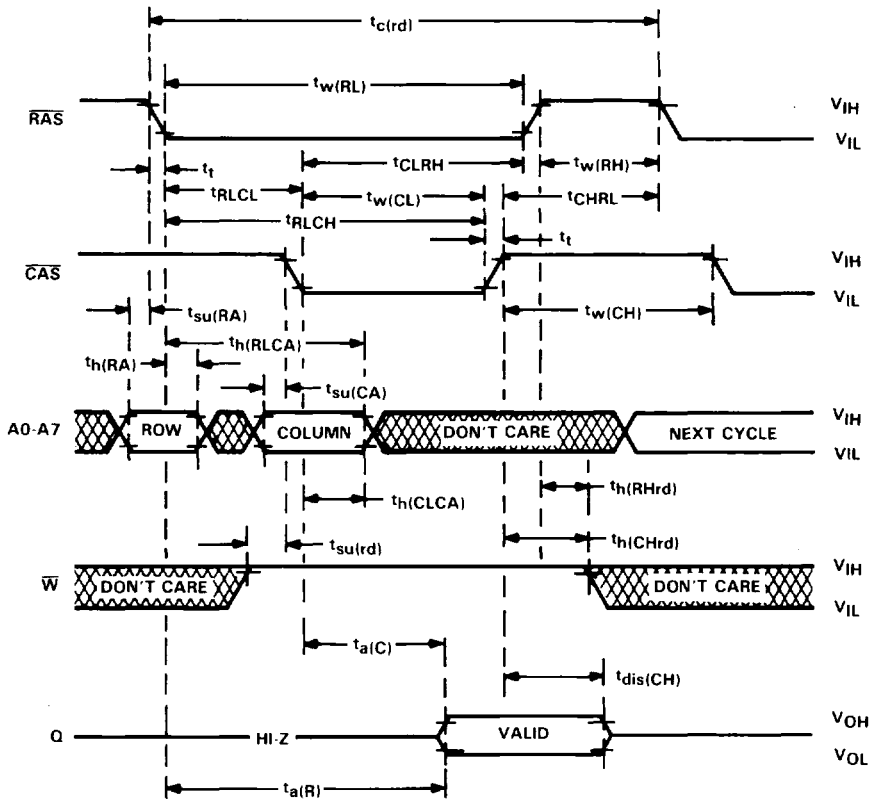 tc(rd)
tw(RL)
RAS
VIH
VIL
tCLRH
tw(RH)
tt
tRLCL
tw(CL)
tCHRL
tRLCH
tt
CAS
VIH
VIL
tsu(RA)
tw(CH)
th(RLCA)
th(RA)
tsu(CA)
A0-A7
ROW
COLUMN
DON'T CARE
NEXT CYCLE
VIH
VIL
th(RHrd)
th(CLCA)
tsu(rd)
th(CHrd)
W
DON'T CARE
DON'T CARE
VIH
VIL
ta(C)
tdis(CH)
Q
HI-Z
VALID
VOH
VOL
ta(R)